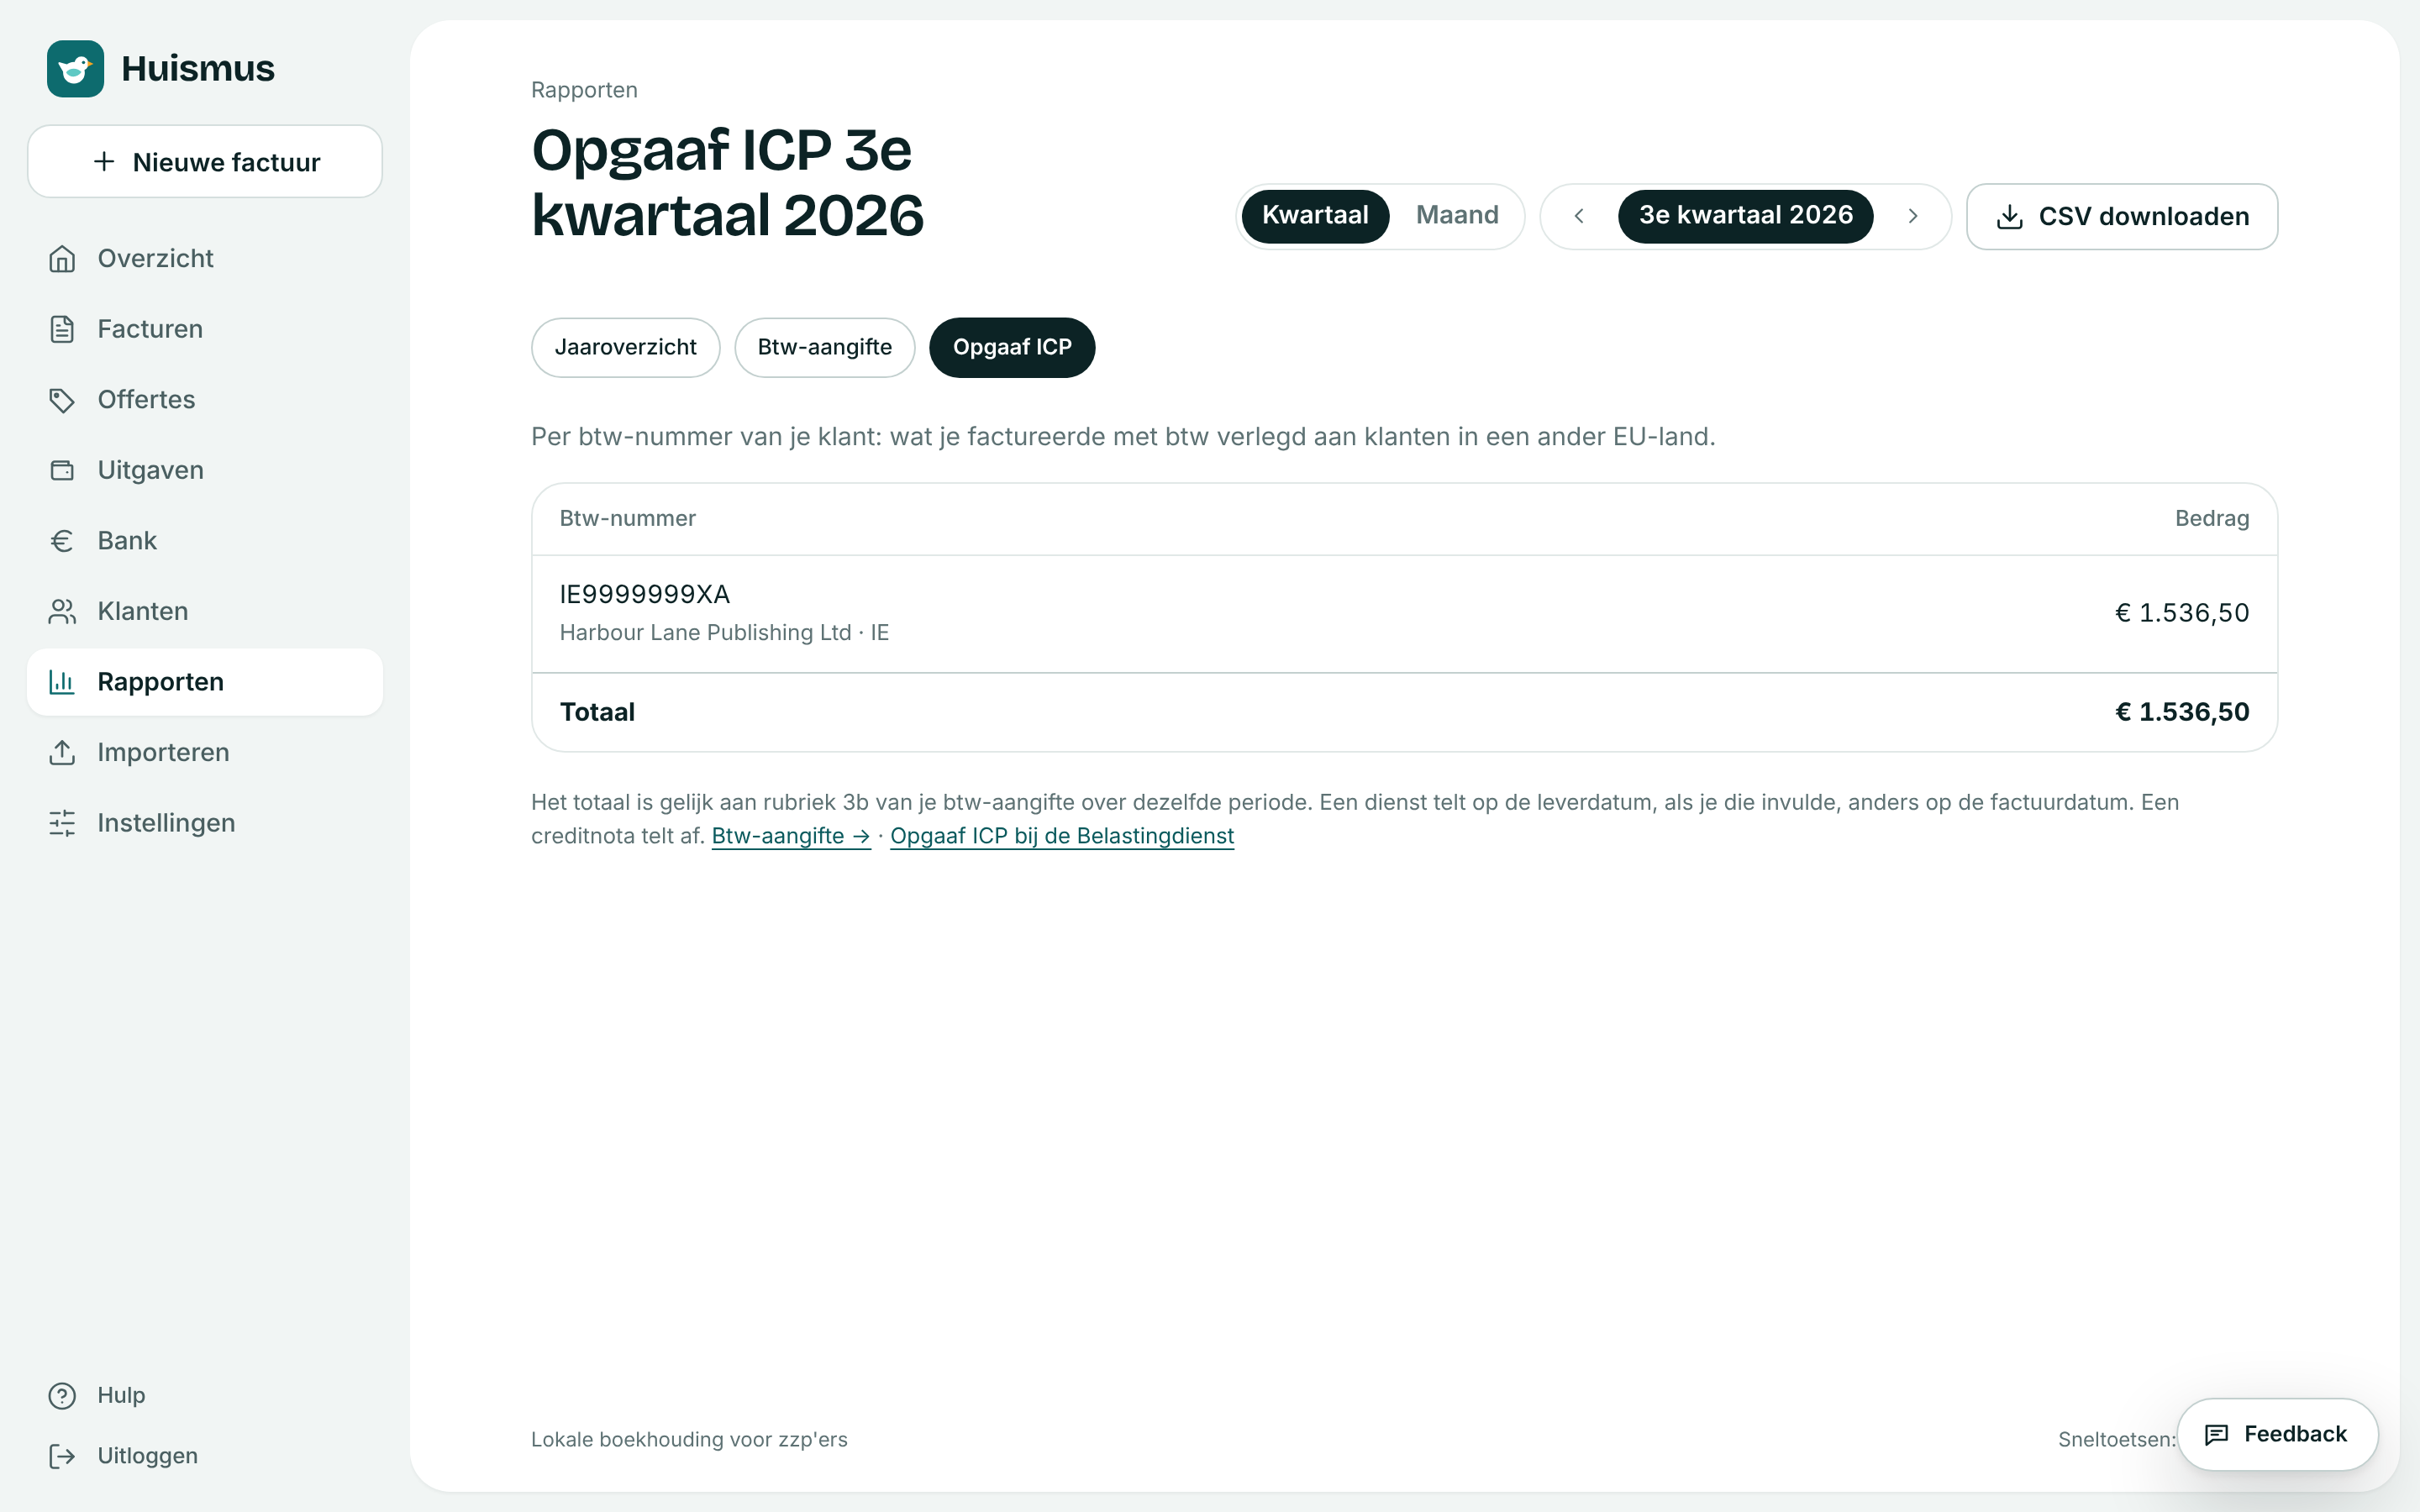 Huismus
Nieuwe factuur
Overzicht
Facturen
Offertes
Uitgaven
Bank
Klanten
Rapporten
Importeren
Instellingen
Hulp
Uitloggen
Rapporten
Opgaaf ICP 3e
kwartaal 2026
Kwartaal Maand 3e kwartaal 2026 CSV downloaden
Jaaroverzicht Btw-aangifte Opgaaf ICP
Per btw-nummer van je klant: wat je factureerde met btw verlegd aan klanten in een ander EU-land.
Btw-nummer Bedrag
IE9999999XA
Harbour Lane Publishing Ltd · IE
€ 1.536,50
Totaal € 1.536,50
Het totaal is gelijk aan rubriek 3b van je btw-aangifte over dezelfde periode. Een dienst telt op de leverdatum, als je die invulde, anders op de factuurdatum. Een
creditnota telt af. Btw-aangifte → · Opgaaf ICP bij de Belastingdienst
Lokale boekhouding voor zzp'ers
Sneltoetsen:
Feedback